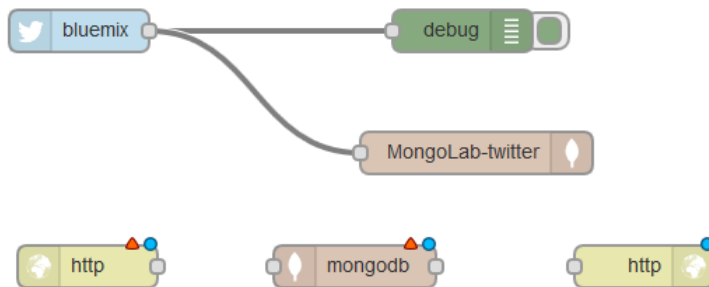 bluemix
debug
MongoLab-twitter
http
mongodb
http